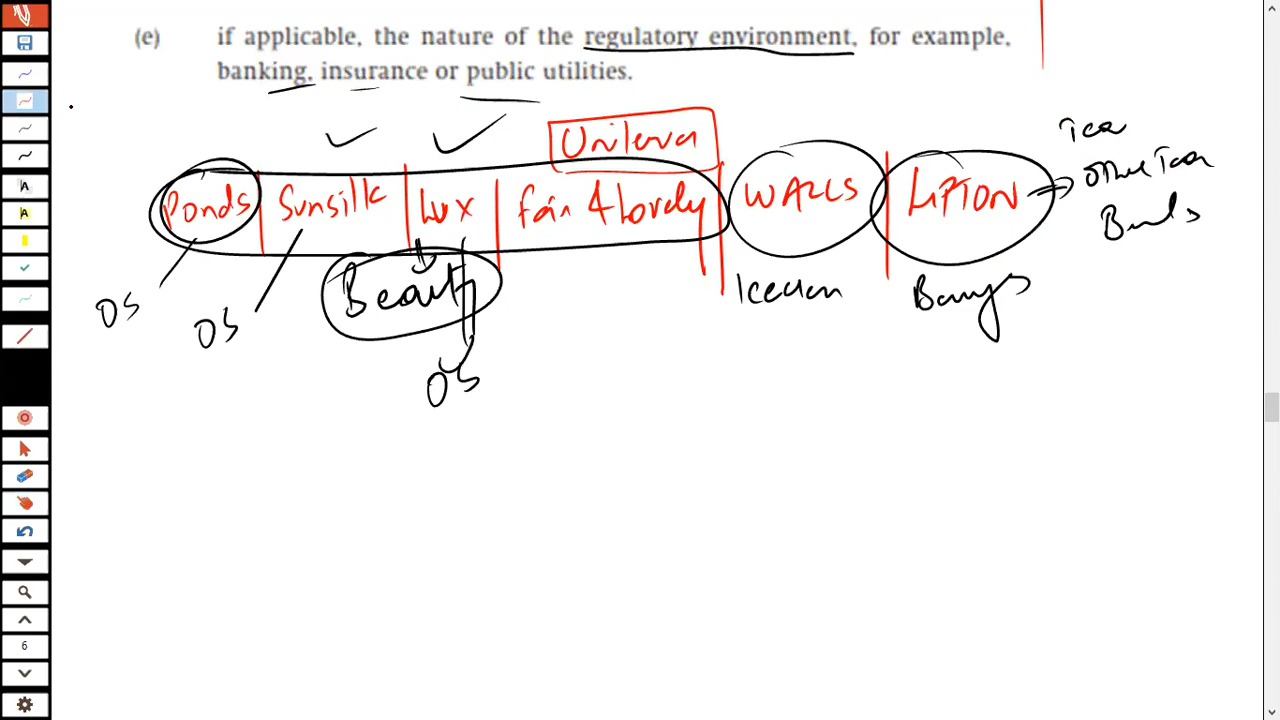 (e) if applicable, the nature of the regulatory environment, for example,
banking, insurance or public utilities.
Unilever
Ponds Sunsilk Lux fair & Lovely WALLS LIPTON
Tea
Other Tea
Brands
Beauty
Icecream
OS
OS
OS
6